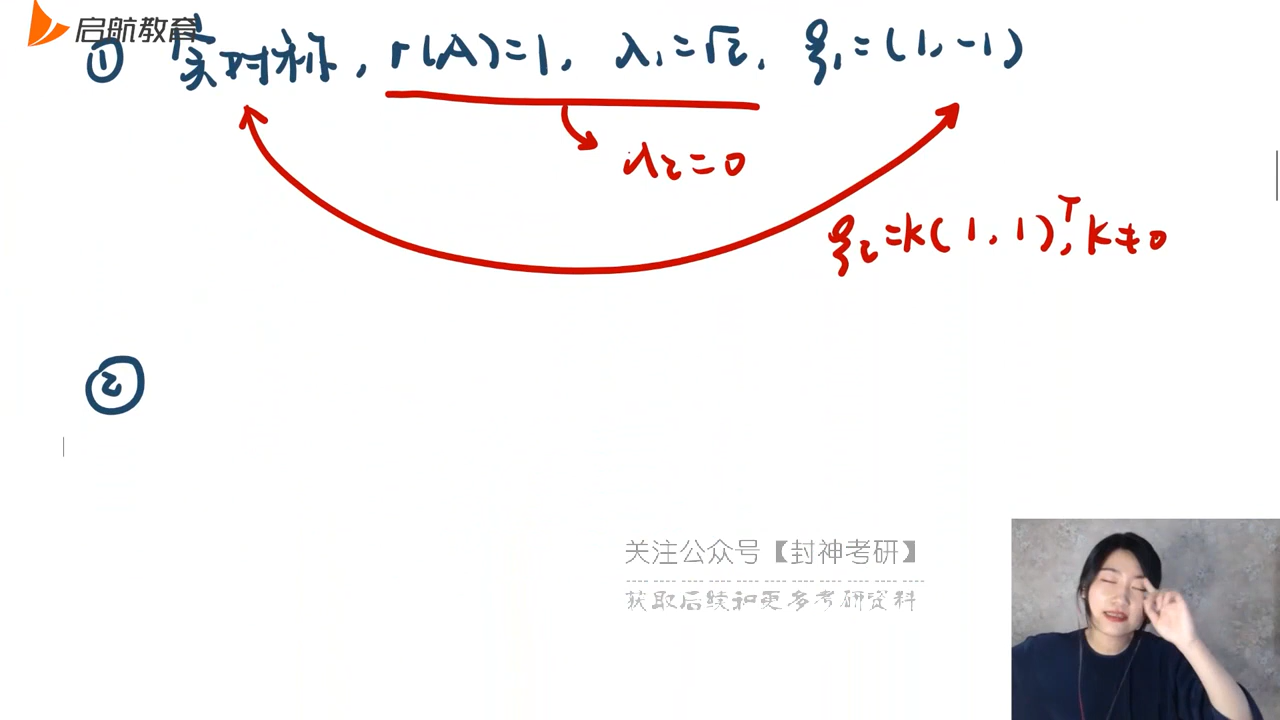 启航教育
① 实对称, r(A)=1, λ₁=√2, ξ₁=(1,-1)
λ₂=0
ξ₂=k(1,1)ᵀ, k≠0
②
关注公众号【封神考研】
获取后续和更多考研资料